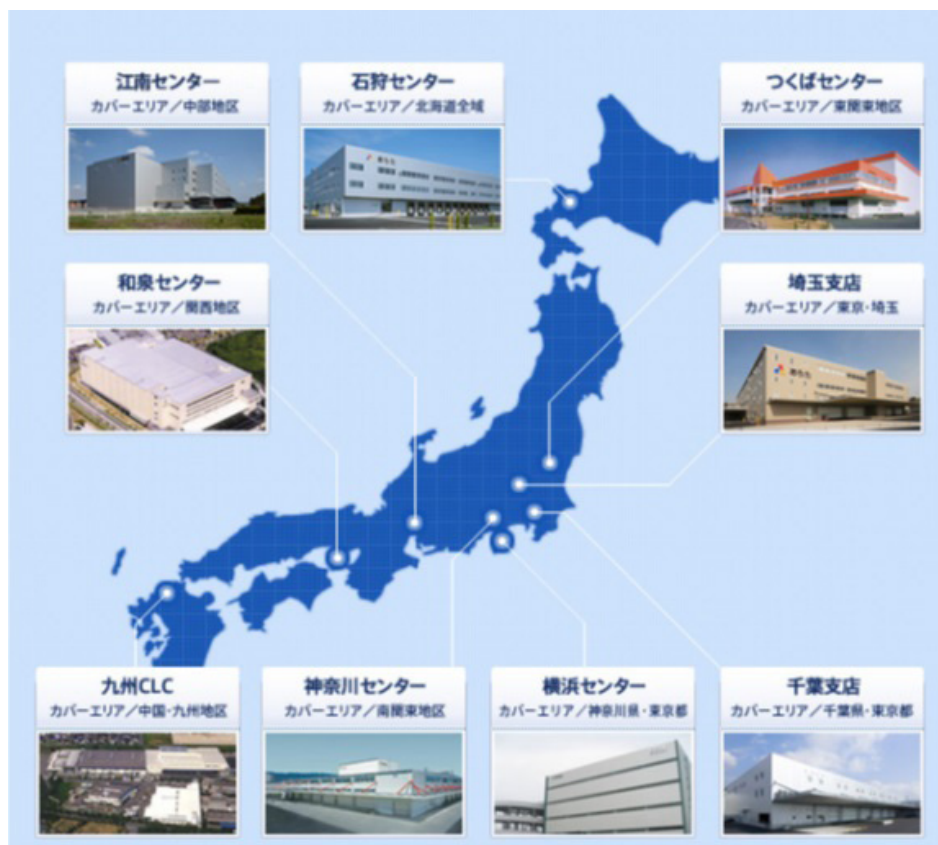 江南センター
カバーエリア／中部地区
石狩センター
カバーエリア／北海道全域
つくばセンター
カバーエリア／東関東地区
あらた
和泉センター
カバーエリア／関西地区
埼玉支店
カバーエリア／東京・埼玉
あらた
九州CLC
カバーエリア／中国・九州地区
神奈川センター
カバーエリア／南関東地区
横浜センター
カバーエリア／神奈川県・東京都
千葉支店
カバーエリア／千葉県・東京都